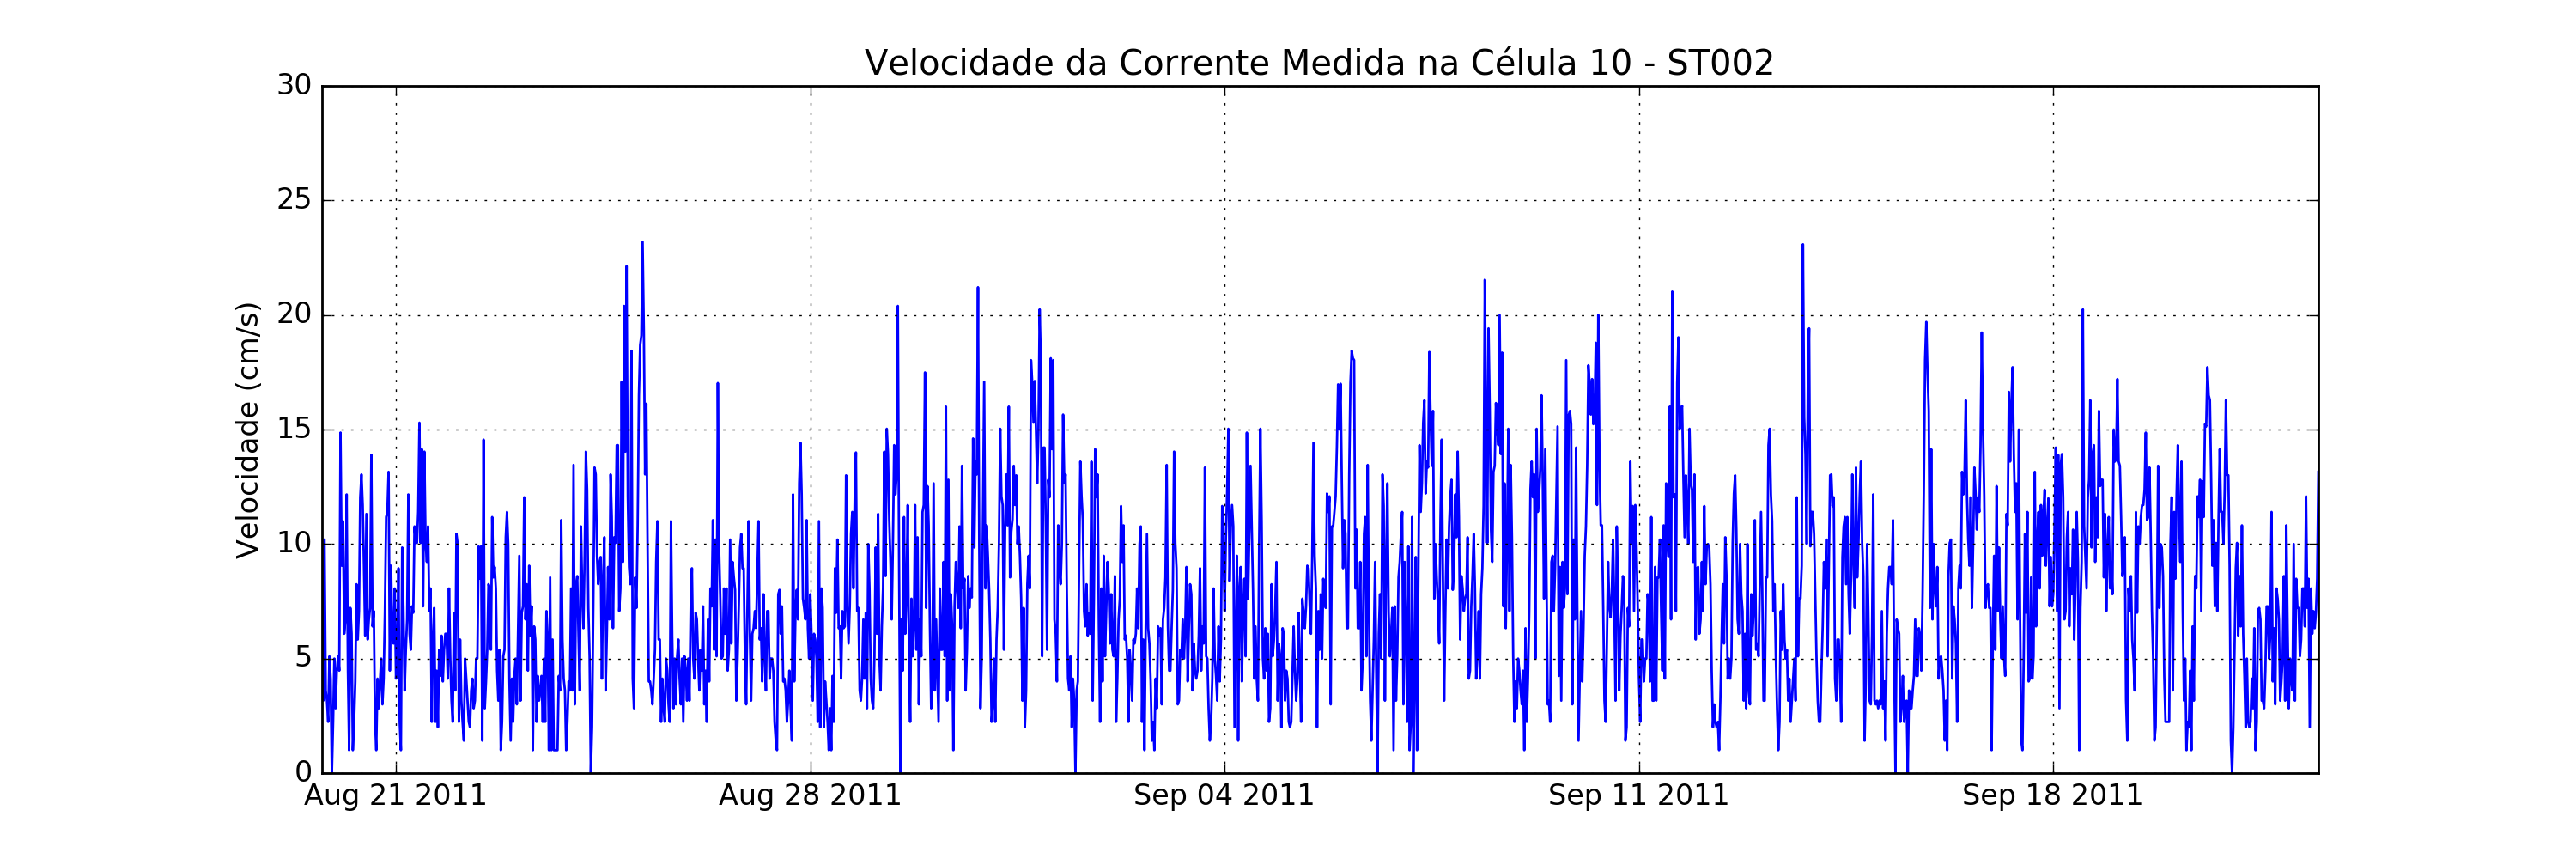 Velocidade da Corrente Medida na Célula 10 - ST002
Velocidade (cm/s)
30
25
20
15
10
5
0
Aug 21 2011
Aug 28 2011
Sep 04 2011
Sep 11 2011
Sep 18 2011